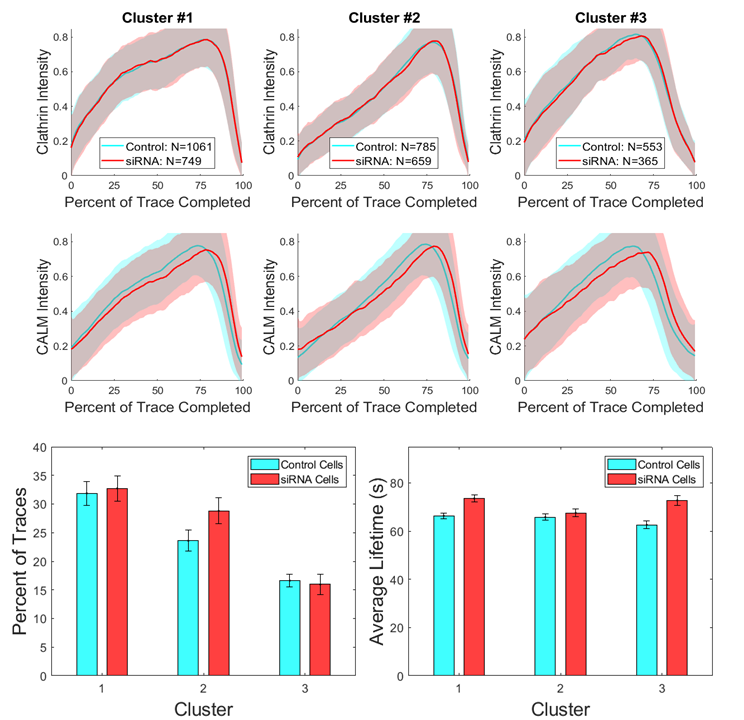 Cluster #1
Cluster #2
Cluster #3
Clathrin Intensity
0.8
0.6
0.4
0.2
0
Control: N=1061
siRNA: N=749
0 25 50 75 100
Percent of Trace Completed
Clathrin Intensity
0.8
0.6
0.4
0.2
0
Control: N=785
siRNA: N=659
0 25 50 75 100
Percent of Trace Completed
Clathrin Intensity
0.8
0.6
0.4
0.2
0
Control: N=553
siRNA: N=365
0 25 50 75 100
Percent of Trace Completed
CALM Intensity
0.8
0.6
0.4
0.2
0
0 25 50 75 100
Percent of Trace Completed
CALM Intensity
0.8
0.6
0.4
0.2
0
0 25 50 75 100
Percent of Trace Completed
CALM Intensity
0.8
0.6
0.4
0.2
0
0 25 50 75 100
Percent of Trace Completed
Percent of Traces
40
35
30
25
20
15
10
5
0
Control Cells
siRNA Cells
1 2 3
Cluster
Average Lifetime (s)
80
60
40
20
0
Control Cells
siRNA Cells
1 2 3
Cluster